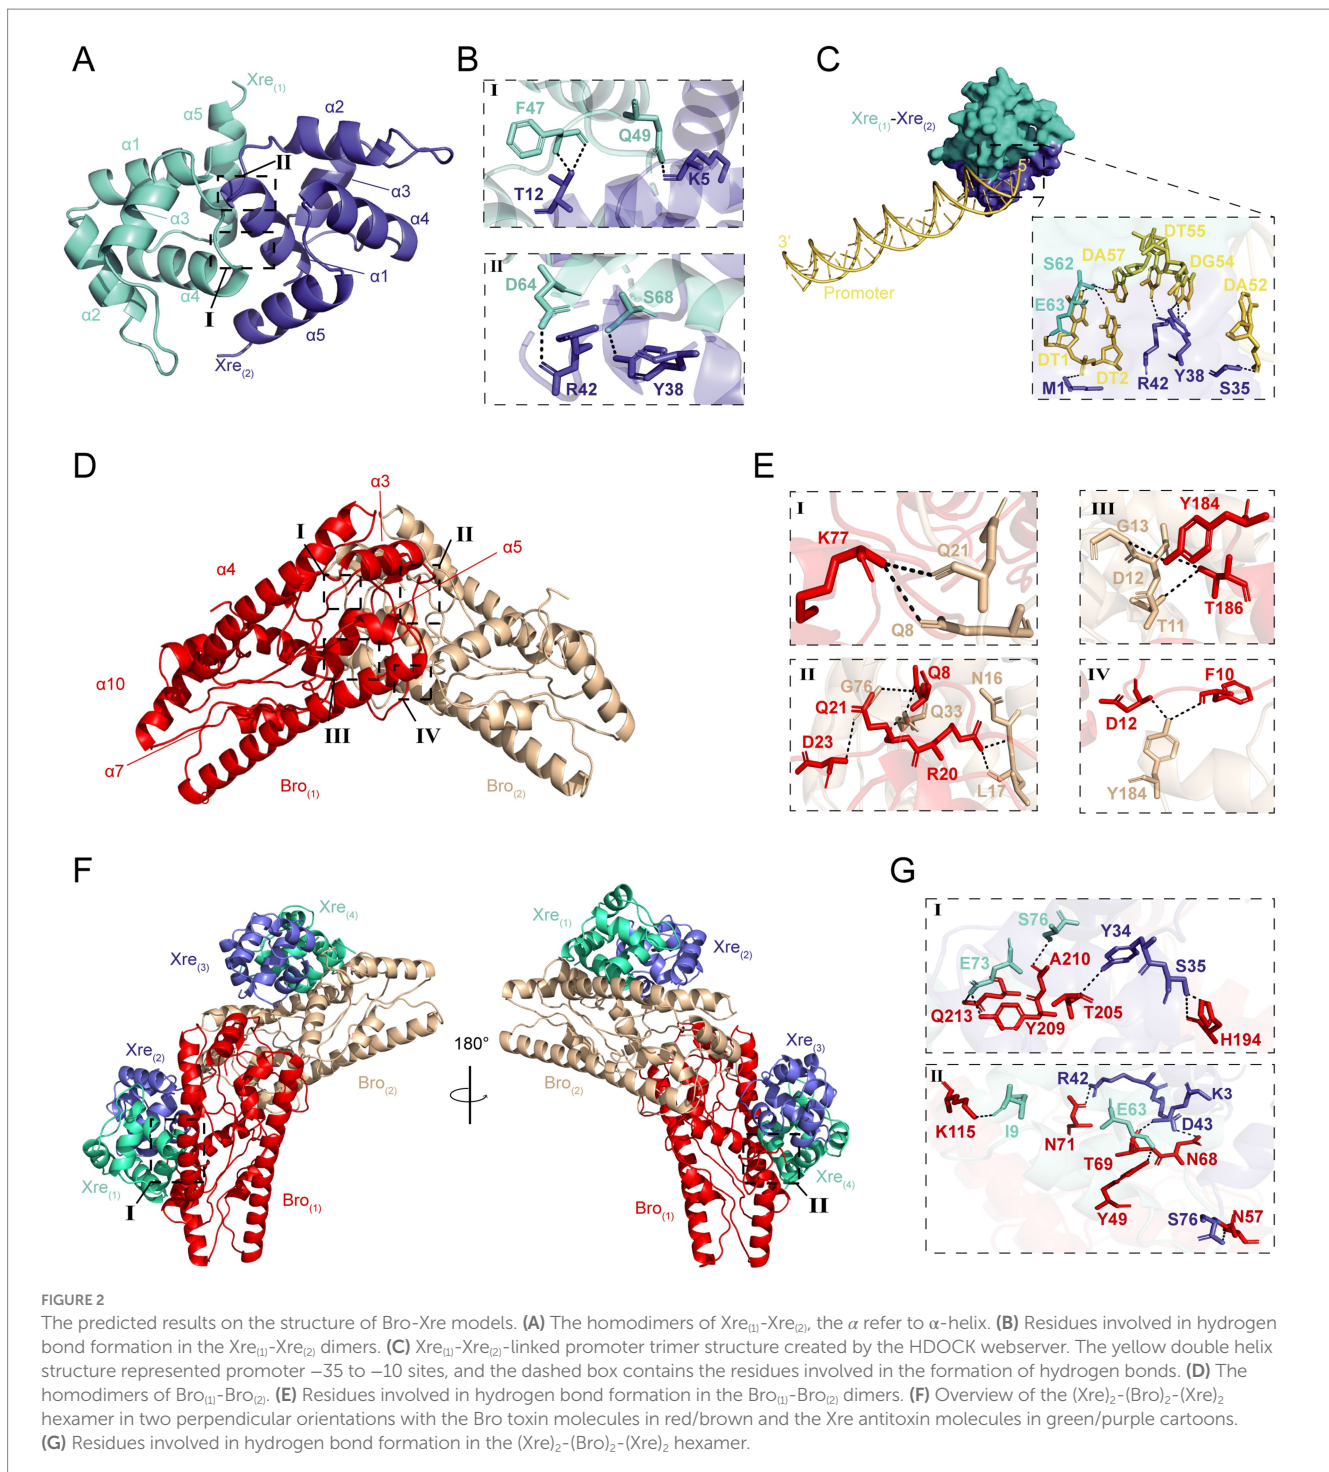 A
Xre(1)
α5
α2
α1
II
α3
α3
α4
α4
α1
α2
I
α5
Xre(2)
B
I
F47
Q49
T12
K5
II
D64
S68
R42
Y38
C
Xre(1)-Xre(2)
5’
3’
Promoter
DT55
DA57
S62
DG54
DA52
E63
DT1
DT2
M1
R42
Y38
S35
D
α3
I
II
α4
α5
α10
III
IV
α7
Bro(1)
Bro(2)
E
I
K77
Q21
Q8
III
Y184
G13
D12
T186
T11
II
Q8
N16
G76
Q21
Q33
D23
R20
L17
IV
F10
D12
Y184
F
Xre(4)
Xre(3)
Xre(2)
Bro(2)
Xre(1)
I
Bro(1)
180°
Xre(1)
Xre(2)
Xre(3)
Bro(2)
Xre(4)
Bro(1)
II
G
I
S76
Y34
E73
A210
S35
Q213
T205
Y209
H194
II
R42
K3
E63
K115
I9
D43
N71
T69
N68
Y49
S76
N57
FIGURE 2
The predicted results on the structure of Bro-Xre models. (A) The homodimers of Xre(1)-Xre(2), the α refer to α-helix. (B) Residues involved in hydrogen
bond formation in the Xre(1)-Xre(2) dimers. (C) Xre(1)-Xre(2)-linked promoter trimer structure created by the HDOCK webserver. The yellow double helix
structure represented promoter −35 to −10 sites, and the dashed box contains the residues involved in the formation of hydrogen bonds. (D) The
homodimers of Bro(1)-Bro(2). (E) Residues involved in hydrogen bond formation in the Bro(1)-Bro(2) dimers. (F) Overview of the (Xre)2-(Bro)2-(Xre)2
hexamer in two perpendicular orientations with the Bro toxin molecules in red/brown and the Xre antitoxin molecules in green/purple cartoons.
(G) Residues involved in hydrogen bond formation in the (Xre)2-(Bro)2-(Xre)2 hexamer.